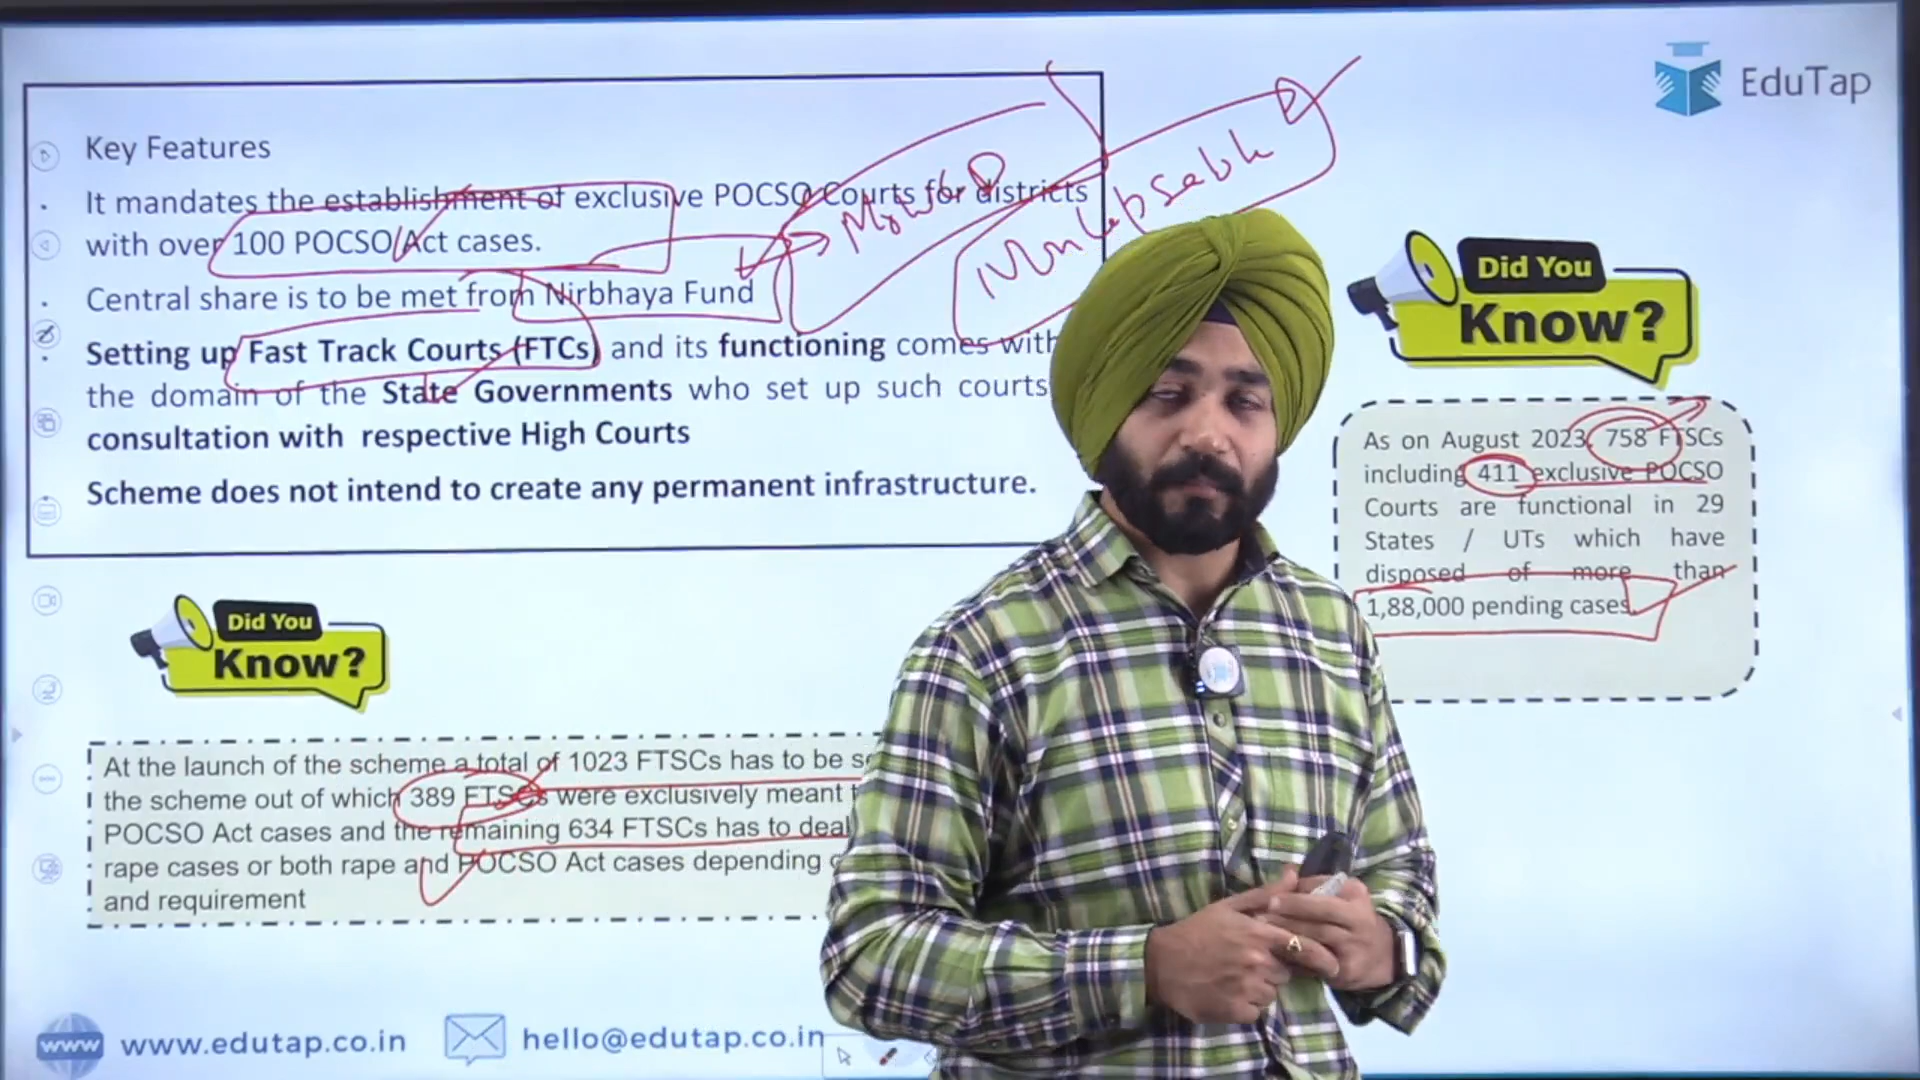 EduTap
Key Features
It mandates the establishment of exclusive POCSO Courts for districts
with over 100 POCSO Act cases.
Central share is to be met from Nirbhaya Fund
Setting up Fast Track Courts (FTCs) and its functioning comes with
the domain of the State Governments who set up such courts
consultation with respective High Courts
Scheme does not intend to create any permanent infrastructure.
MoWCD
Non lapsable
Did You
Know?
As on August 2023, 758 FTSCs
including 411 exclusive POCSO
Courts are functional in 29
States / UTs which have
disposed of more than
1,88,000 pending cases.
Did You
Know?
At the launch of the scheme a total of 1023 FTSCs has to be
the scheme out of which 389 FTSCs were exclusively meant
POCSO Act cases and the remaining 634 FTSCs has to deal
rape cases or both rape and POCSO Act cases depending
and requirement
www www.edutap.co.in hello@edutap.co.in